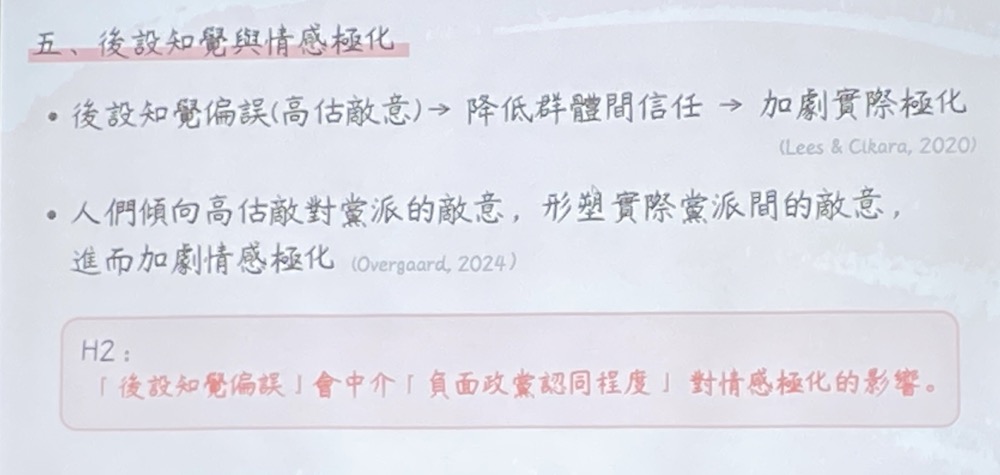 五、後設知覺與情感極化
• 後設知覺偏誤(高估敵意)→ 降低群體間信任 → 加劇實際極化
(Lees & Cikara, 2020)
• 人們傾向高估敵對黨派的敵意，形塑實際黨派間的敵意，
進而加劇情感極化 (Overgaard, 2024)
H2：
「後設知覺偏誤」會中介「負面政黨認同程度」對情感極化的影響。